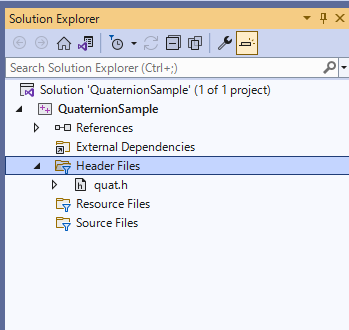 Solution Explorer
Search Solution Explorer (Ctrl+;)
Solution 'QuaternionSample' (1 of 1 project)
QuaternionSample
References
External Dependencies
Header Files
quat.h
Resource Files
Source Files